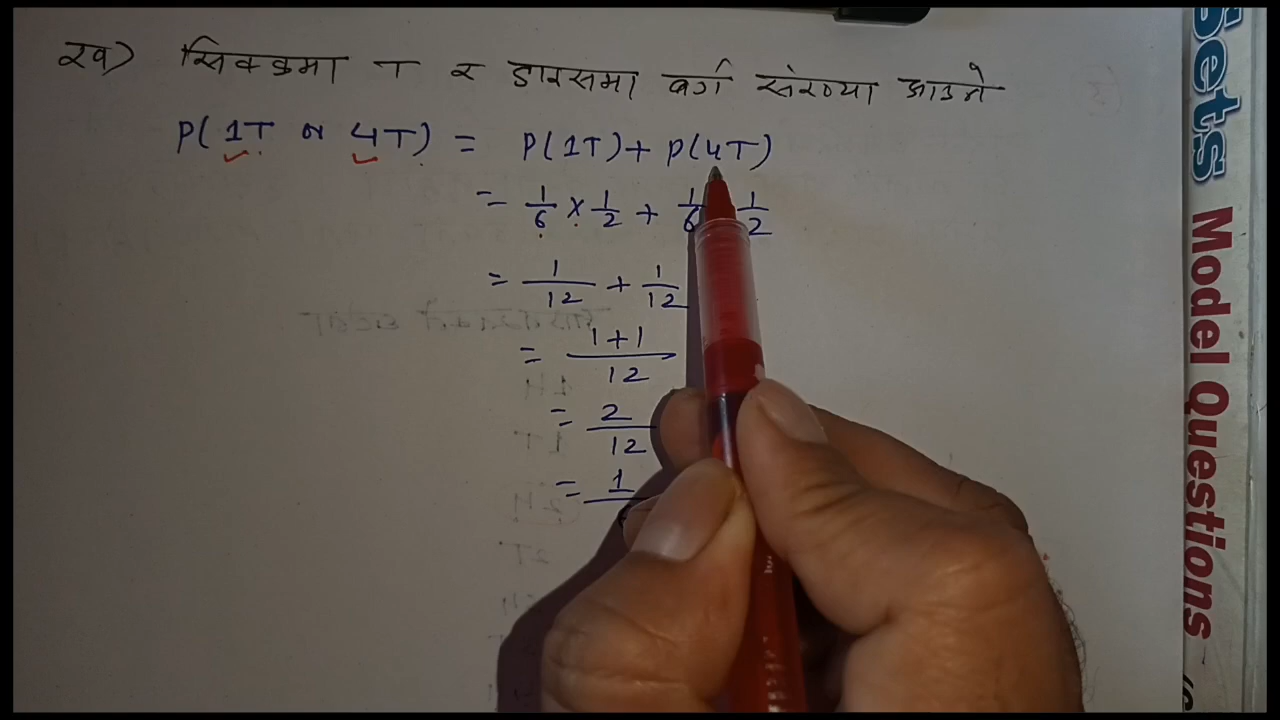 ख) सिक्कामा T र डाइसमा वर्ग संख्या आउने
P( 1T or 4T ) = P(1T) + P(4T)
= 1/6 × 1/2 + 1/6 1/2
= 1/12 + 1/12
= 1+1/12
= 2/12
= 1/
Sets Model Questions